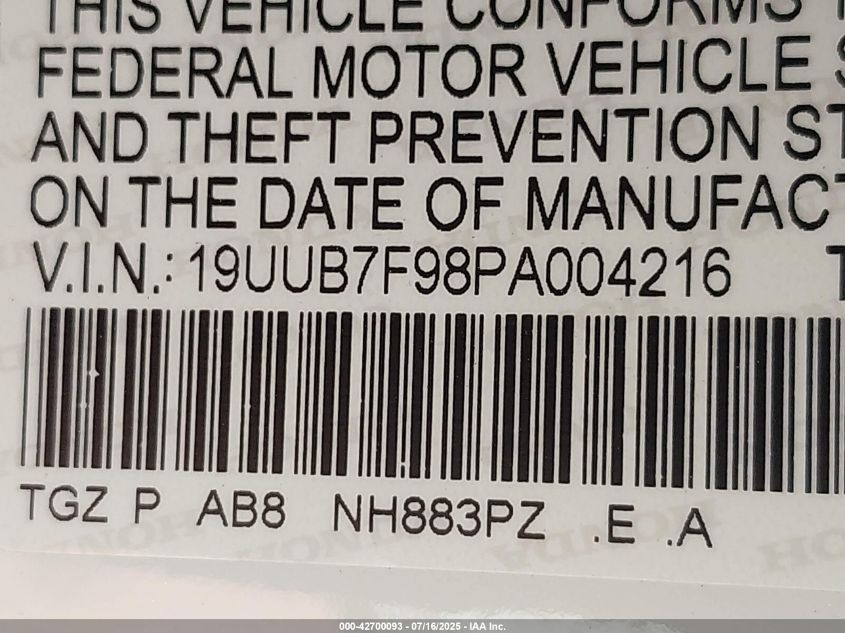 THIS VEHICLE CONFORMS
FEDERAL MOTOR VEHICLE S
AND THEFT PREVENTION ST
ON THE DATE OF MANUFACT
V.I.N.: 19UUB7F98PA004216 T
TGZ P AB8 NH883PZ .E .A
000-42700093 - 07/16/2025 - IAA Inc.